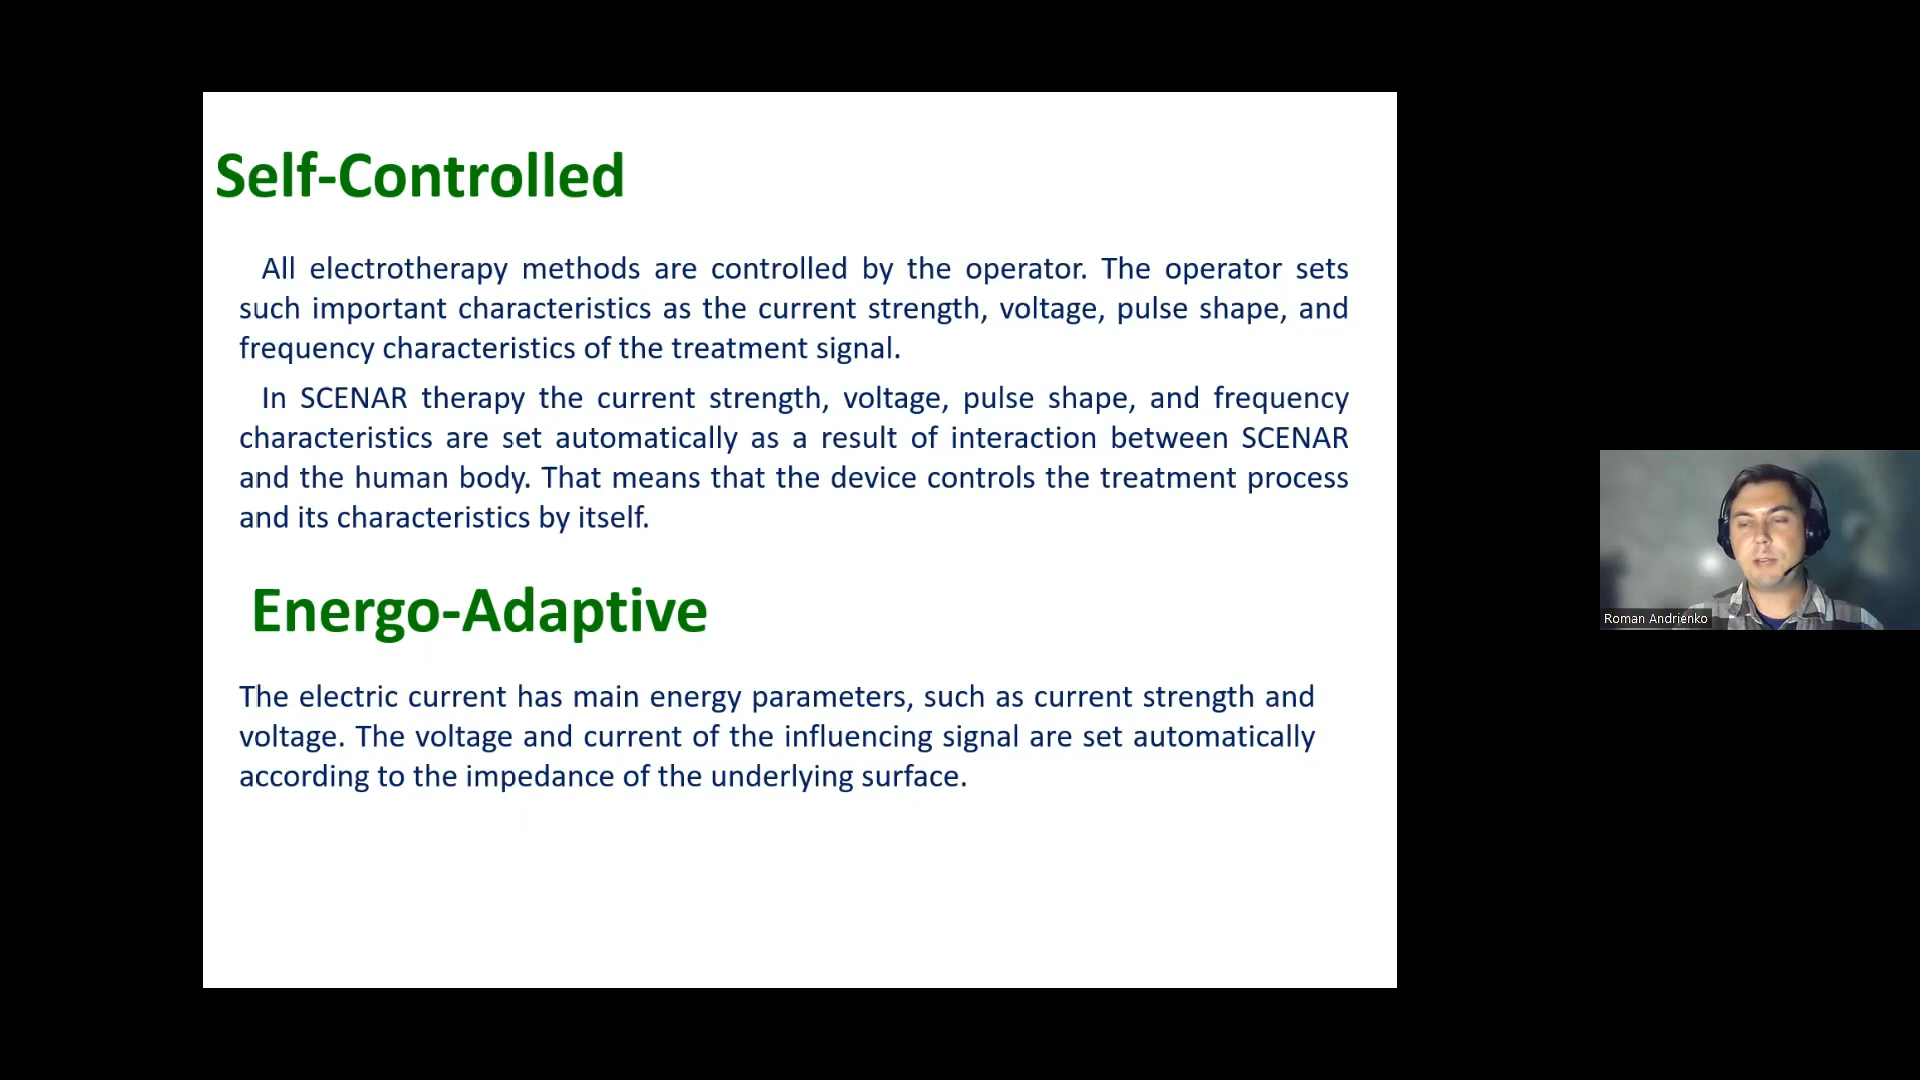 Self-Controlled
All electrotherapy methods are controlled by the operator. The operator sets
such important characteristics as the current strength, voltage, pulse shape, and
frequency characteristics of the treatment signal.
In SCENAR therapy the current strength, voltage, pulse shape, and frequency
characteristics are set automatically as a result of interaction between SCENAR
and the human body. That means that the device controls the treatment process
and its characteristics by itself.
Energo-Adaptive
The electric current has main energy parameters, such as current strength and
voltage. The voltage and current of the influencing signal are set automatically
according to the impedance of the underlying surface.
Roman Andrienko